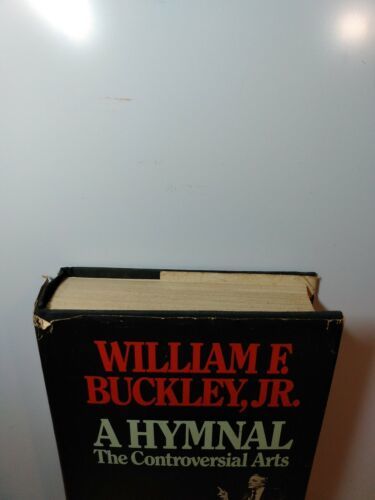 WILLIAM F.
BUCKLEY, JR.
A HYMNAL
The Controversial Arts